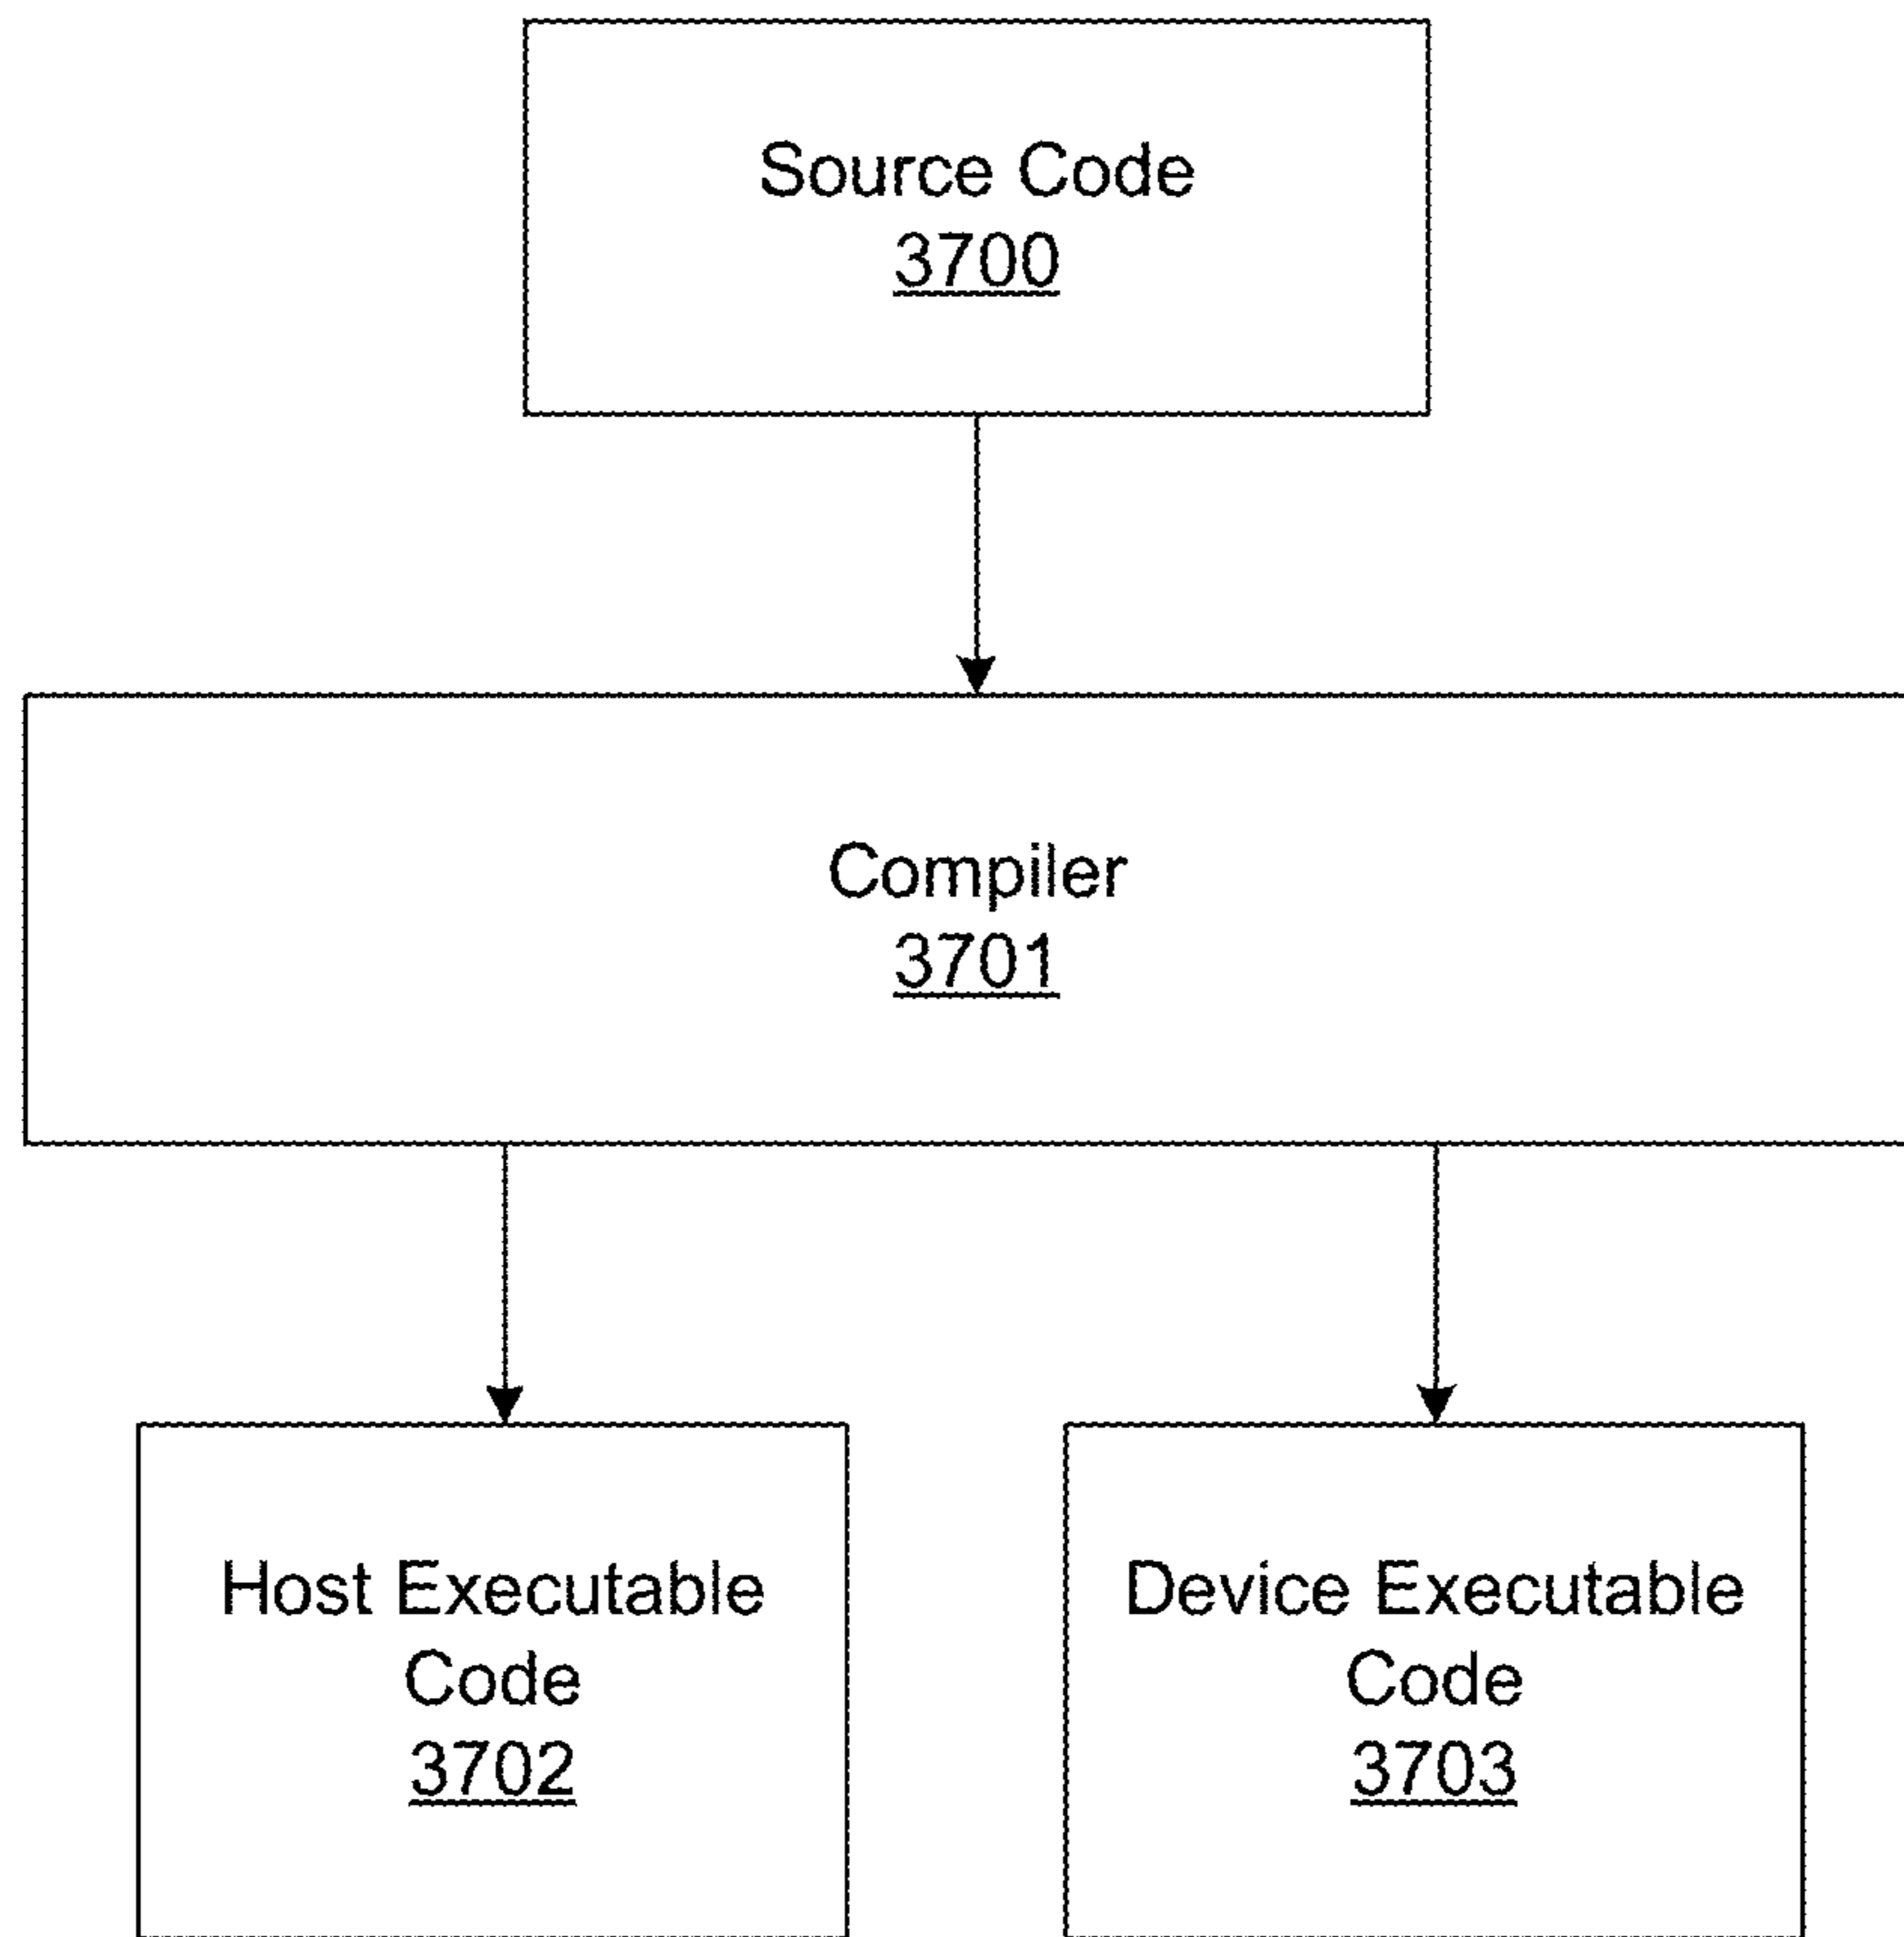 Source Code
3700
Compiler
3701
Host Executable
Code
3702
Device Executable
Code
3703